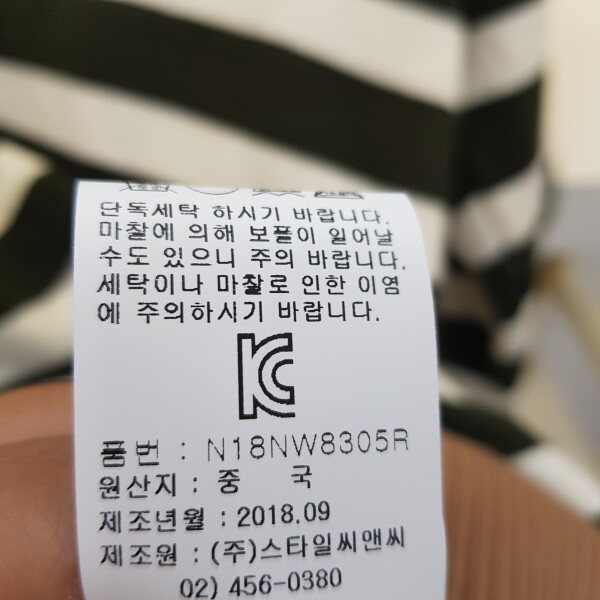 단독세탁 하시기 바랍니다.
마찰에 의해 보풀이 일어날
수도 있으니 주의 바랍니다.
세탁이나 마찰로 인한 이염
에 주의하시기 바랍니다.
KC
품번 : N18NW8305R
원산지 : 중 국
제조년월 : 2018.09
제조원 : (주)스타일씨앤씨
02) 456-0380